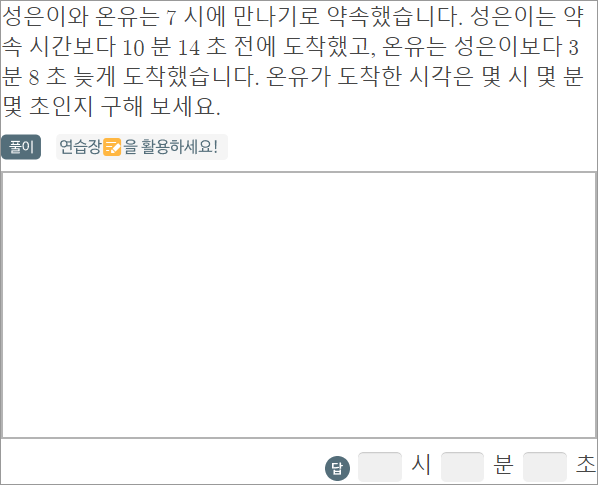 성은이와 온유는 7 시에 만나기로 약속했습니다. 성은이는 약
속 시간보다 10 분 14 초 전에 도착했고, 온유는 성은이보다 3
분 8 초 늦게 도착했습니다. 온유가 도착한 시각은 몇 시 몇 분
몇 초인지 구해 보세요.
풀이 연습장을 활용하세요!
답 시 분 초